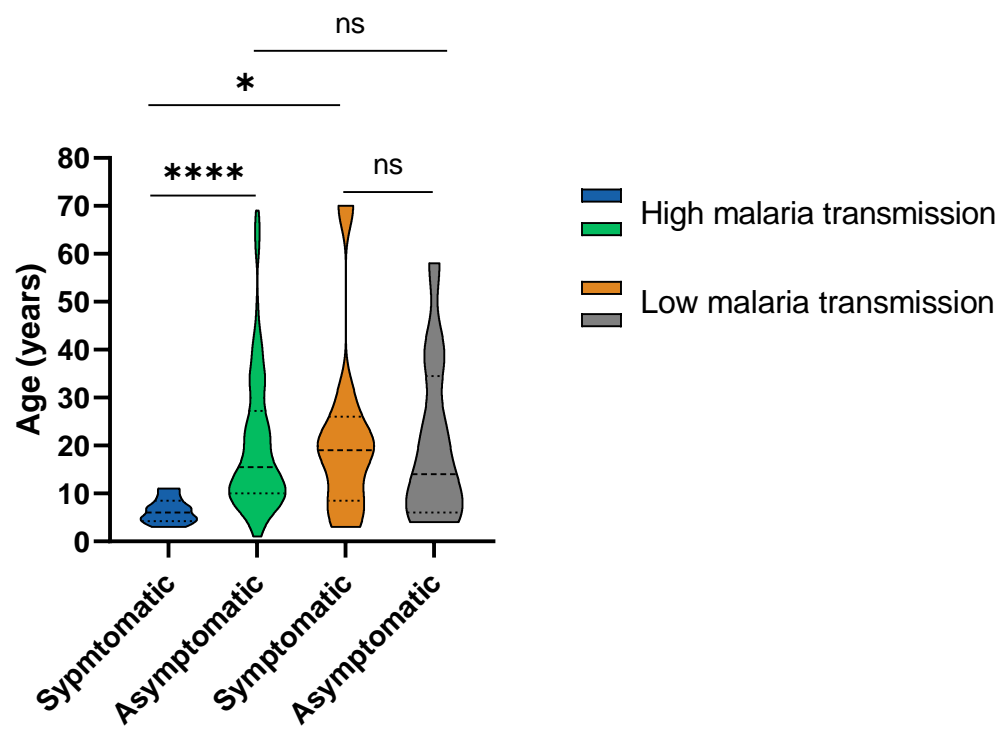 ns
*
ns
****
80
70
60
50
40
30
20
10
0
Age (years)
Sypmtomatic
Asymptomatic
Symptomatic
Asymptomatic
High malaria transmission
Low malaria transmission